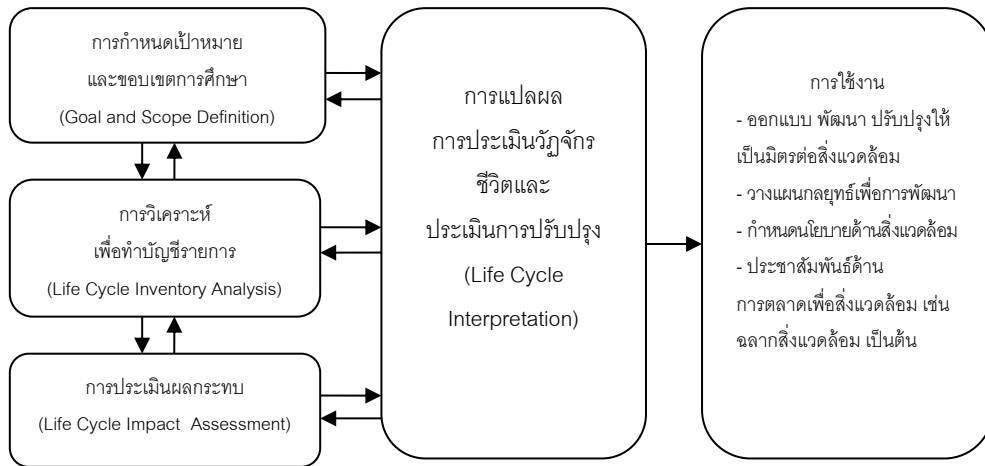 การกำหนดเป้าหมาย
และขอบเขตการศึกษา
(Goal and Scope Definition)
การวิเคราะห์
เพื่อทำบัญชีรายการ
(Life Cycle Inventory Analysis)
การประเมินผลกระทบ
(Life Cycle Impact Assessment)
การแปลผล
การประเมินวัฏจักร
ชีวิตและ
ประเมินการปรับปรุง
(Life Cycle
Interpretation)
การใช้งาน
- ออกแบบ พัฒนา ปรับปรุงให้
เป็นมิตรต่อสิ่งแวดล้อม
- วางแผนกลยุทธ์เพื่อการพัฒนา
- กำหนดนโยบายด้านสิ่งแวดล้อม
- ประชาสัมพันธ์ด้าน
การตลาดเพื่อสิ่งแวดล้อม เช่น
ฉลากสิ่งแวดล้อม เป็นต้น